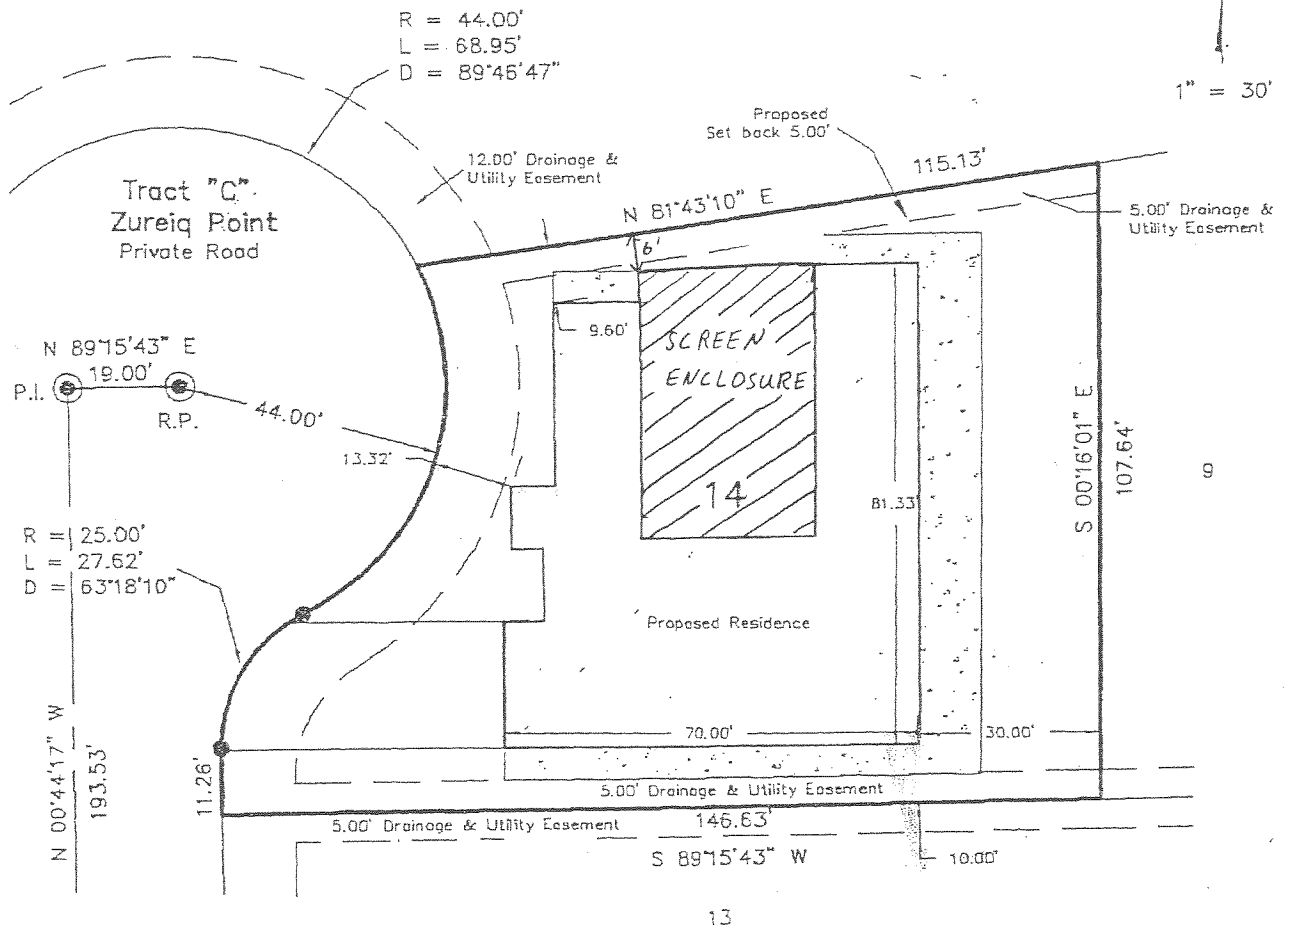 R = 44.00'
L = 68.95'
D = 89°46'47"
1" = 30'
Proposed
Set back 5.00'
115.13'
12.00' Drainage &
Utility Easement
Tract "C"
Zureiq Point
Private Road
N 81°43'10" E
5.00' Drainage &
Utility Easement
6'
9.60'
SCREEN
ENCLOSURE
N 89°15'43" E
19.00'
P.I.
R.P.
44.00'
13.32'
S 00°16'01" E
107.64'
9
14
81.33'
R = 25.00'
L = 27.62'
D = 63°18'10"
Proposed Residence
70.00'
30.00'
N 00°44'17" W
193.53'
11.26'
5.00' Drainage & Utility Easement
5.00' Drainage & Utility Easement
146.63'
S 89°15'43" W
10.00'
13